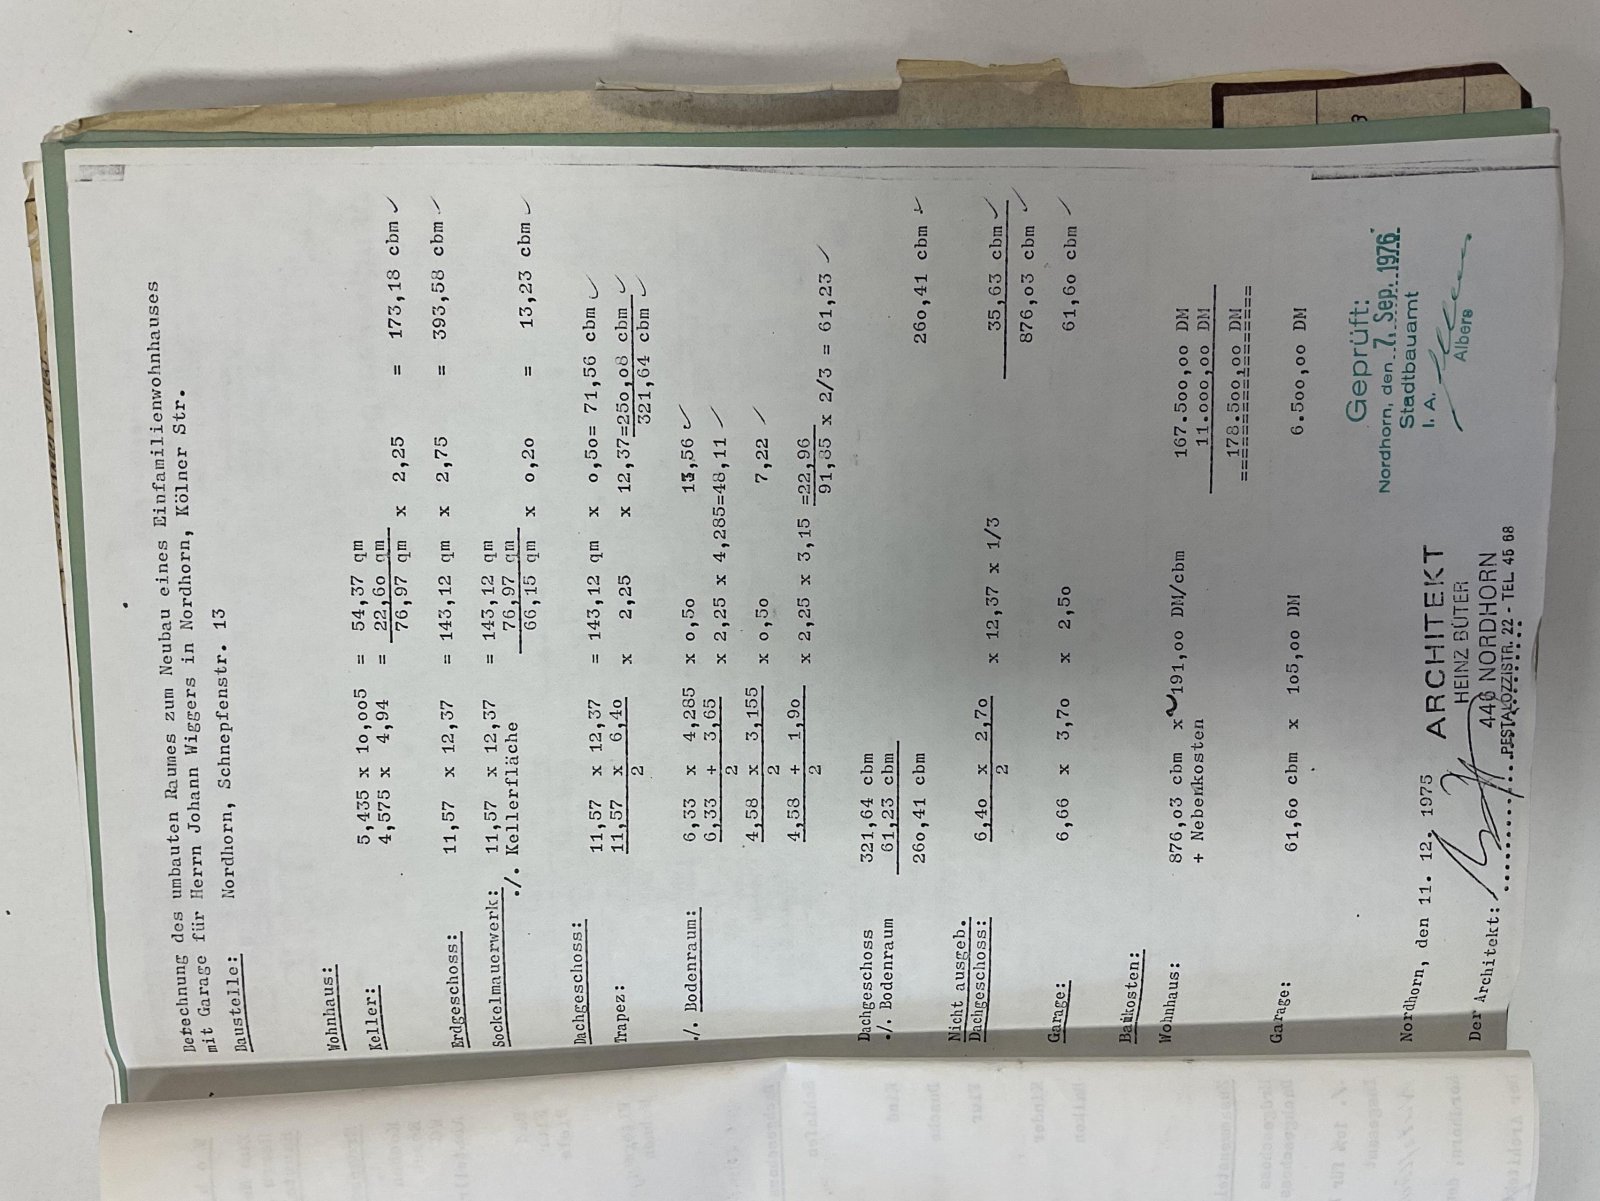 Berechnung des umbauten Raumes zum Neubau eines Einfamilienwohnhauses
mit Garage für Herrn Johann Wiggers in Nordhorn, Kölner Str.
Baustelle: Nordhorn, Schnepfenstr. 13
Wohnhaus:
Keller: 5,435 x 10,005 = 54,37 qm
4,575 x 4,94 = 22,60 qm
76,97 qm x 2,25 = 173,18 cbm ✓
Erdgeschoss: 11,57 x 12,37 = 143,12 qm x 2,75 = 393,58 cbm ✓
Sockelmauerwerk: 11,57 x 12,37 = 143,12 qm
./. Kellerfläche 76,97 qm
66,15 qm x 0,20 = 13,23 cbm ✓
Dachgeschoss: 11,57 x 12,37 = 143,12 qm x 0,50= 71,56 cbm ✓
Trapez: 11,57 x 6,40 x 2,25 x 12,37=250,08 cbm ✓
2 321,64 cbm ✓
./. Bodenraum: 6,33 x 4,285 x 0,50 13,56 ✓
6,33 + 3,65 x 2,25 x 4,285=48,11 ✓
2
4,58 x 3,155 x 0,50 7,22 ✓
2
4,58 + 1,90 x 2,25 x 3,15 =22,96
2 91,85 x 2/3 = 61,23 ✓
Dachgeschoss 321,64 cbm
./. Bodenraum 61,23 cbm
260,41 cbm 260,41 cbm ✓
Nicht ausgeb.
Dachgeschoss: 6,40 x 2,70 x 12,37 x 1/3 35,63 cbm ✓
2
876,03 cbm ✓
Garage: 6,66 x 3,70 x 2,50 61,60 cbm ✓
Baukosten:
Wohnhaus: 876,03 cbm x 191,00 DM/cbm 167.500,00 DM
+ Nebenkosten 11.000,00 DM
178.500,00 DM
==============
Garage: 61,60 cbm x 105,00 DM 6.500,00 DM
Geprüft:
Nordhorn, den 7. Sep. 1976
Stadtbauamt
I. A.
Albers
Nordhorn, den 11. 12. 1975
ARCHITEKT
HEINZ BÜTER
446 NORDHORN
PESTALOZZISTR. 22 - TEL 45 68
Der Architekt: